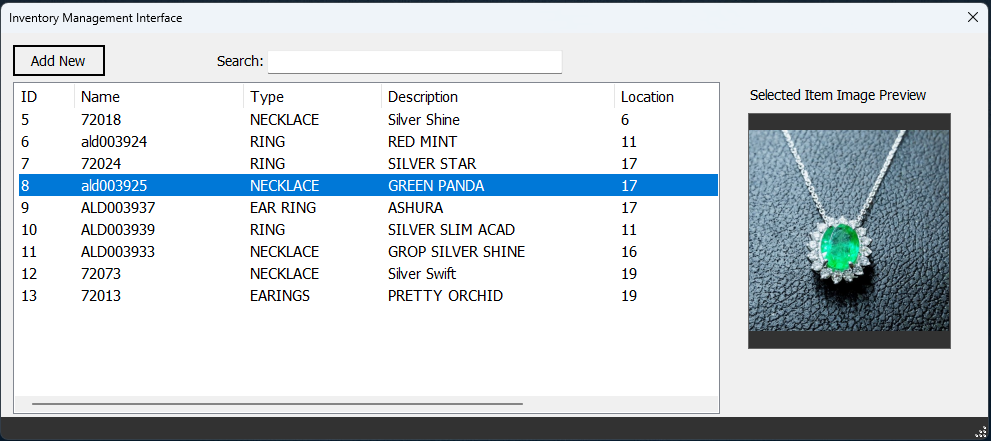 Inventory Management Interface
Add New Search:
Selected Item Image Preview
ID Name Type Description Location
5 72018 NECKLACE Silver Shine 6
6 ald003924 RING RED MINT 11
7 72024 RING SILVER STAR 17
8 ald003925 NECKLACE GREEN PANDA 17
9 ALD003937 EAR RING ASHURA 17
10 ALD003939 RING SILVER SLIM ACAD 11
11 ALD003933 NECKLACE GROP SILVER SHINE 16
12 72073 NECKLACE Silver Swift 19
13 72013 EARINGS PRETTY ORCHID 19